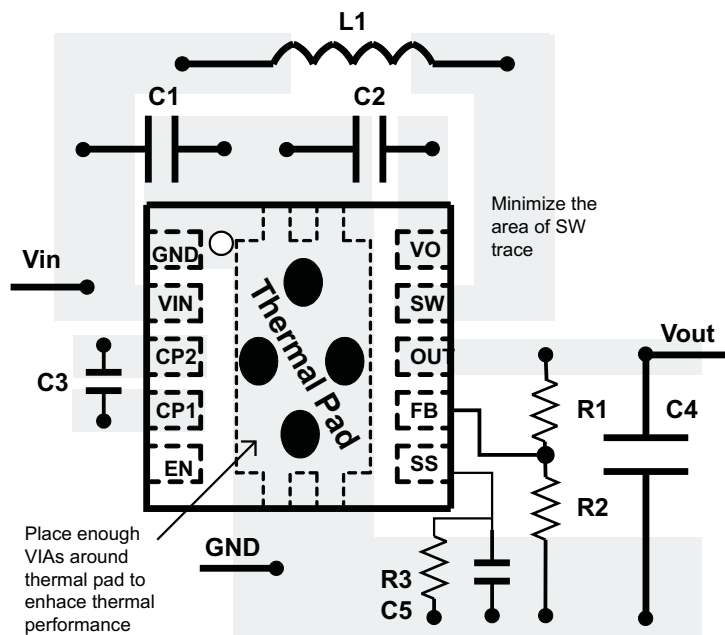 L1
C1
C2
Minimize the
area of SW
trace
Vin
GND
VO
VIN
SW
CP2
OUT
Vout
C3
CP1
FB
EN
SS
Thermal Pad
R1
C4
R2
Place enough
VIAs around
thermal pad to
enhace thermal
performance
GND
R3
C5